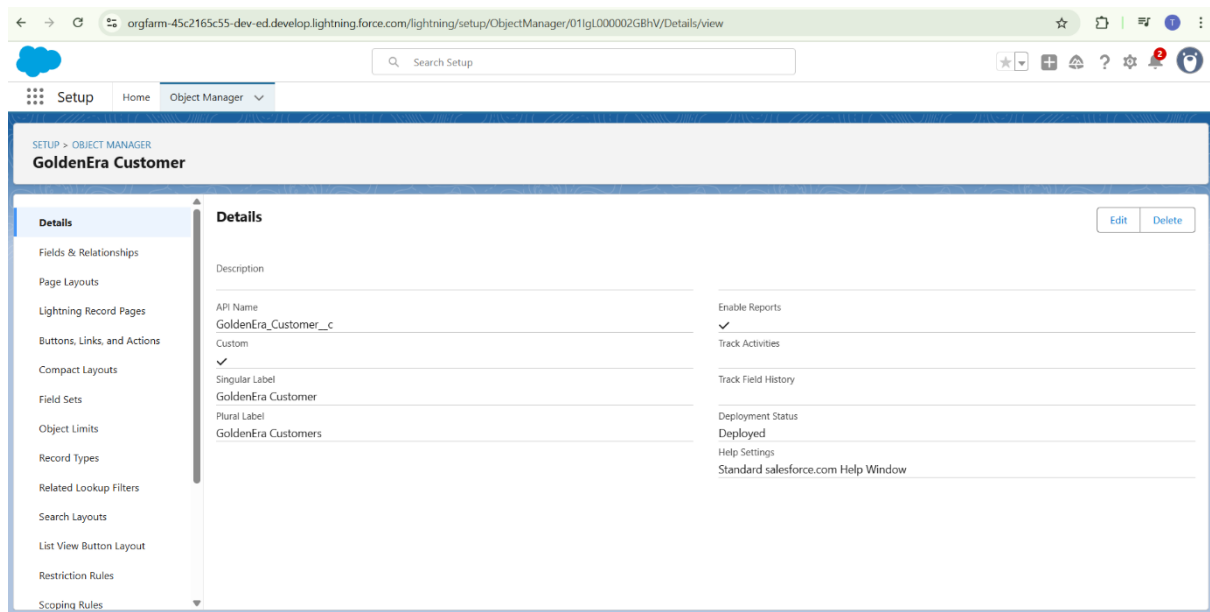 orgfarm-45c2165c55-dev-ed.develop.lightning.force.com/lightning/setup/ObjectManager/01IgL000002GBhV/Details/view
T
Search Setup
2
Setup Home Object Manager
SETUP > OBJECT MANAGER
GoldenEra Customer
Details
Fields & Relationships
Page Layouts
Lightning Record Pages
Buttons, Links, and Actions
Compact Layouts
Field Sets
Object Limits
Record Types
Related Lookup Filters
Search Layouts
List View Button Layout
Restriction Rules
Scoping Rules
Details
Edit Delete
Description
API Name
GoldenEra_Customer__c
Custom
Singular Label
GoldenEra Customer
Plural Label
GoldenEra Customers
Enable Reports
Track Activities
Track Field History
Deployment Status
Deployed
Help Settings
Standard salesforce.com Help Window